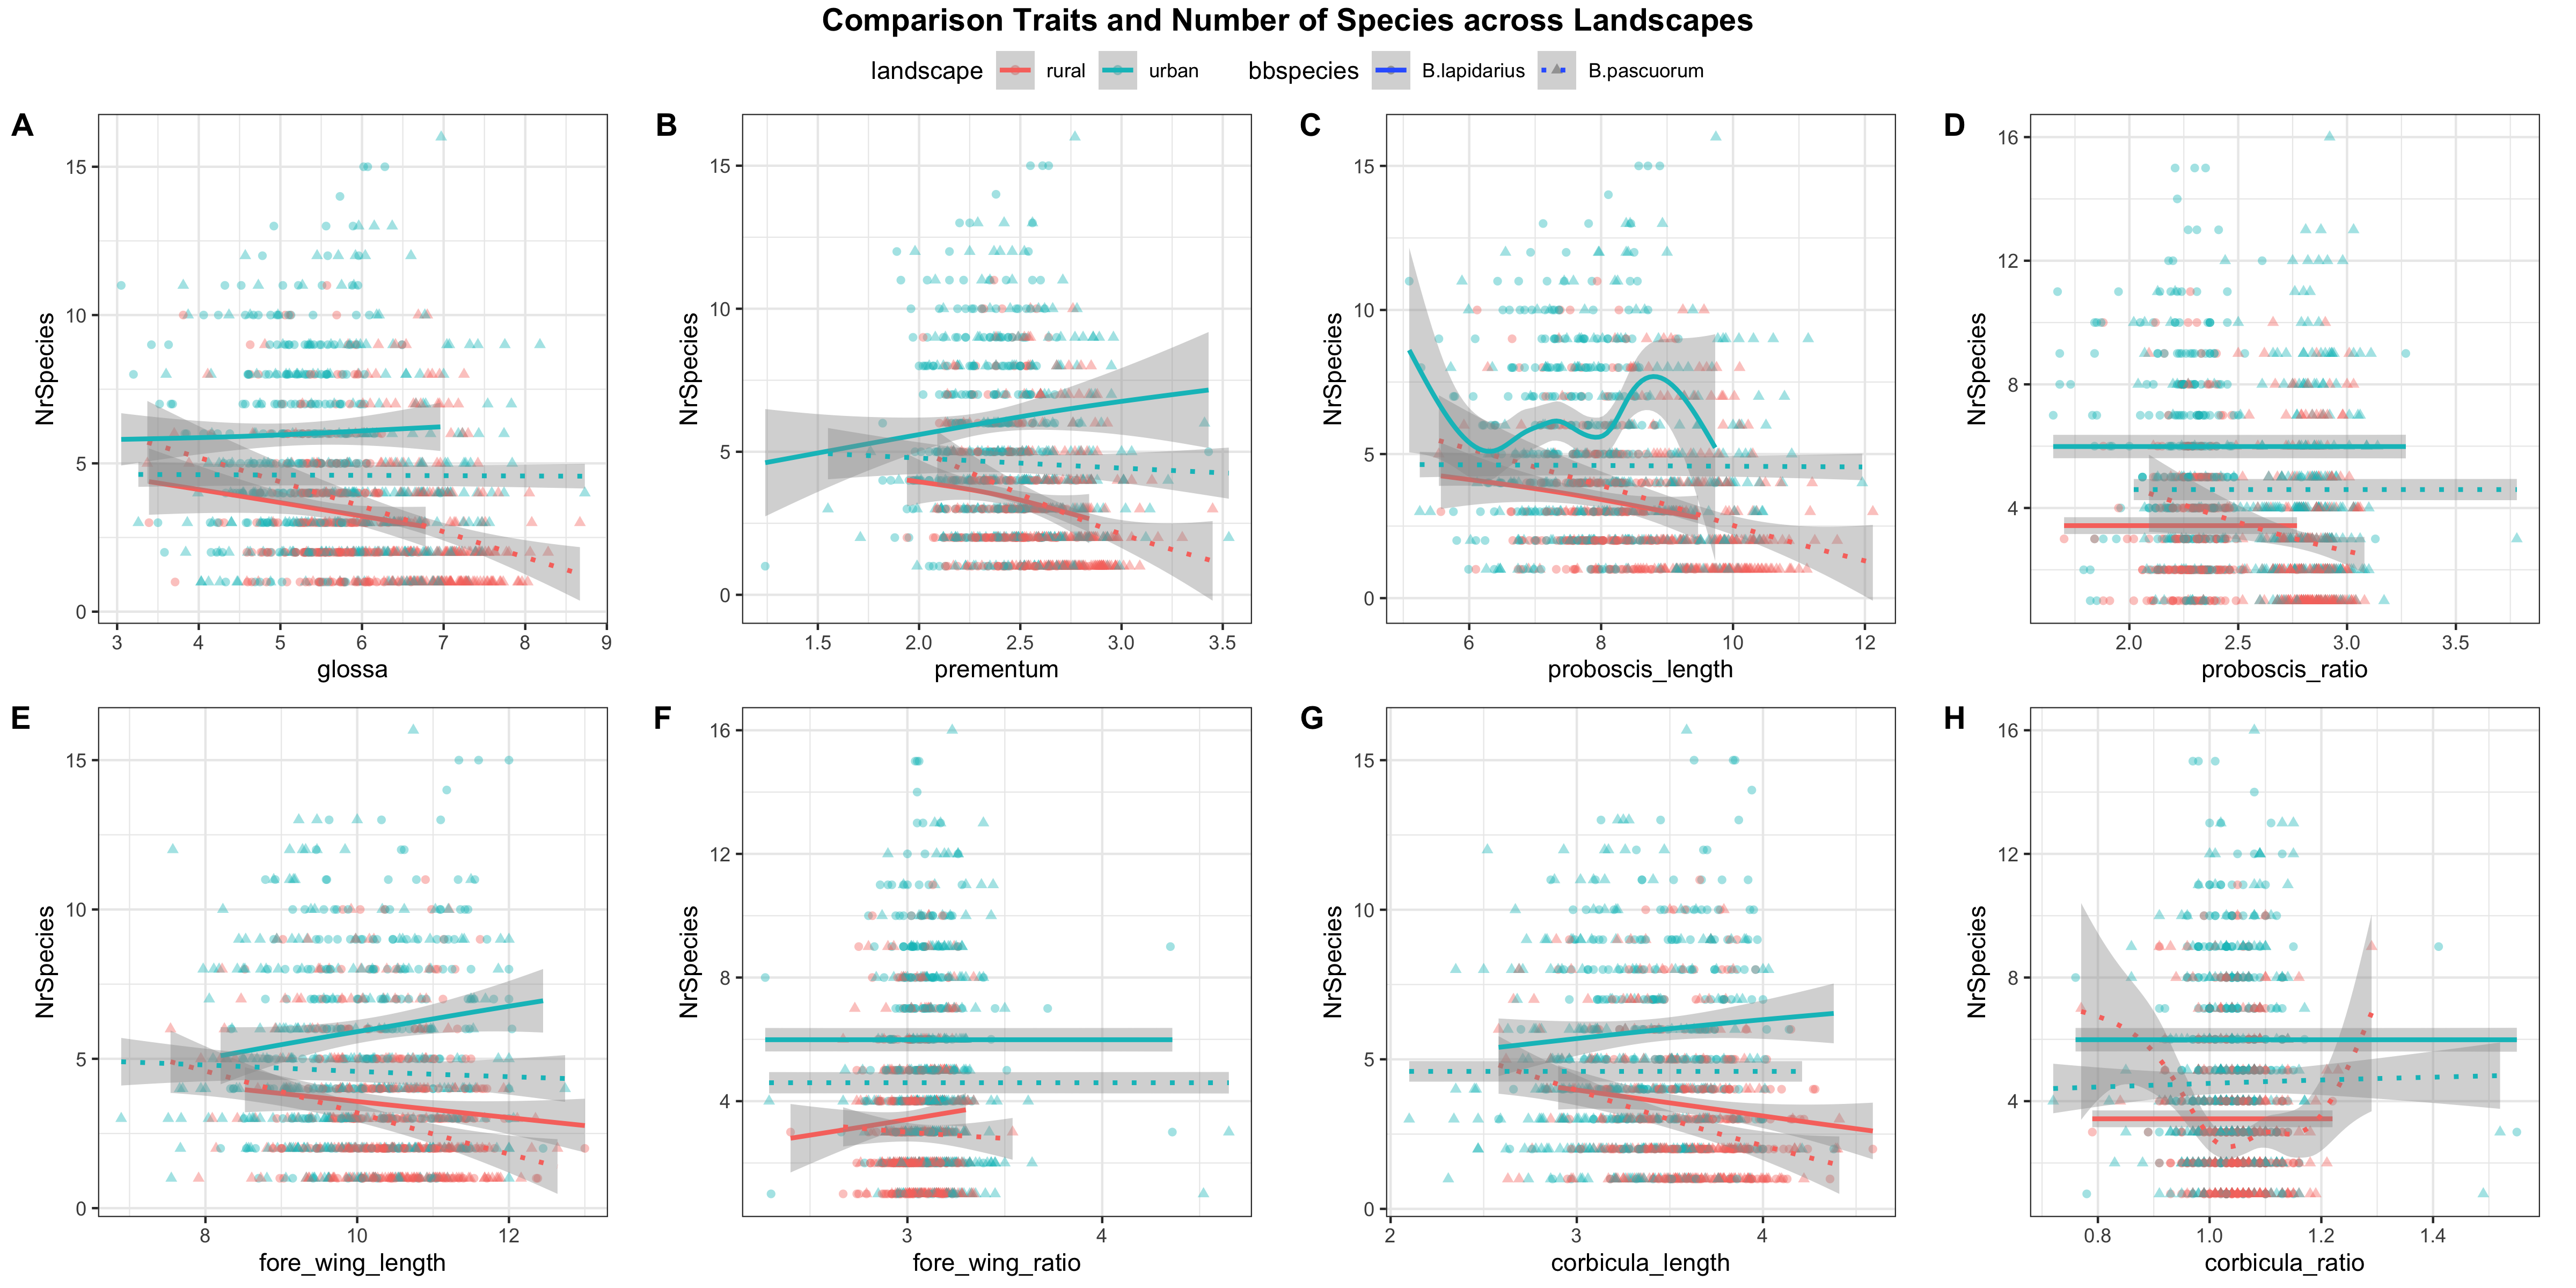 Comparison Traits and Number of Species across Landscapes
landscape rural urban bbspecies B.lapidarius B.pascuorum
A
NrSpecies
15
10
5
0
3 4 5 6 7 8 9
glossa
B
NrSpecies
15
10
5
0
1.5 2.0 2.5 3.0 3.5
prementum
C
NrSpecies
15
10
5
0
6 8 10 12
proboscis_length
D
NrSpecies
16
12
8
4
2.0 2.5 3.0 3.5
proboscis_ratio
E
NrSpecies
15
10
5
0
8 10 12
fore_wing_length
F
NrSpecies
16
12
8
4
3 4
fore_wing_ratio
G
NrSpecies
15
10
5
0
2 3 4
corbicula_length
H
NrSpecies
16
12
8
4
0.8 1.0 1.2 1.4
corbicula_ratio